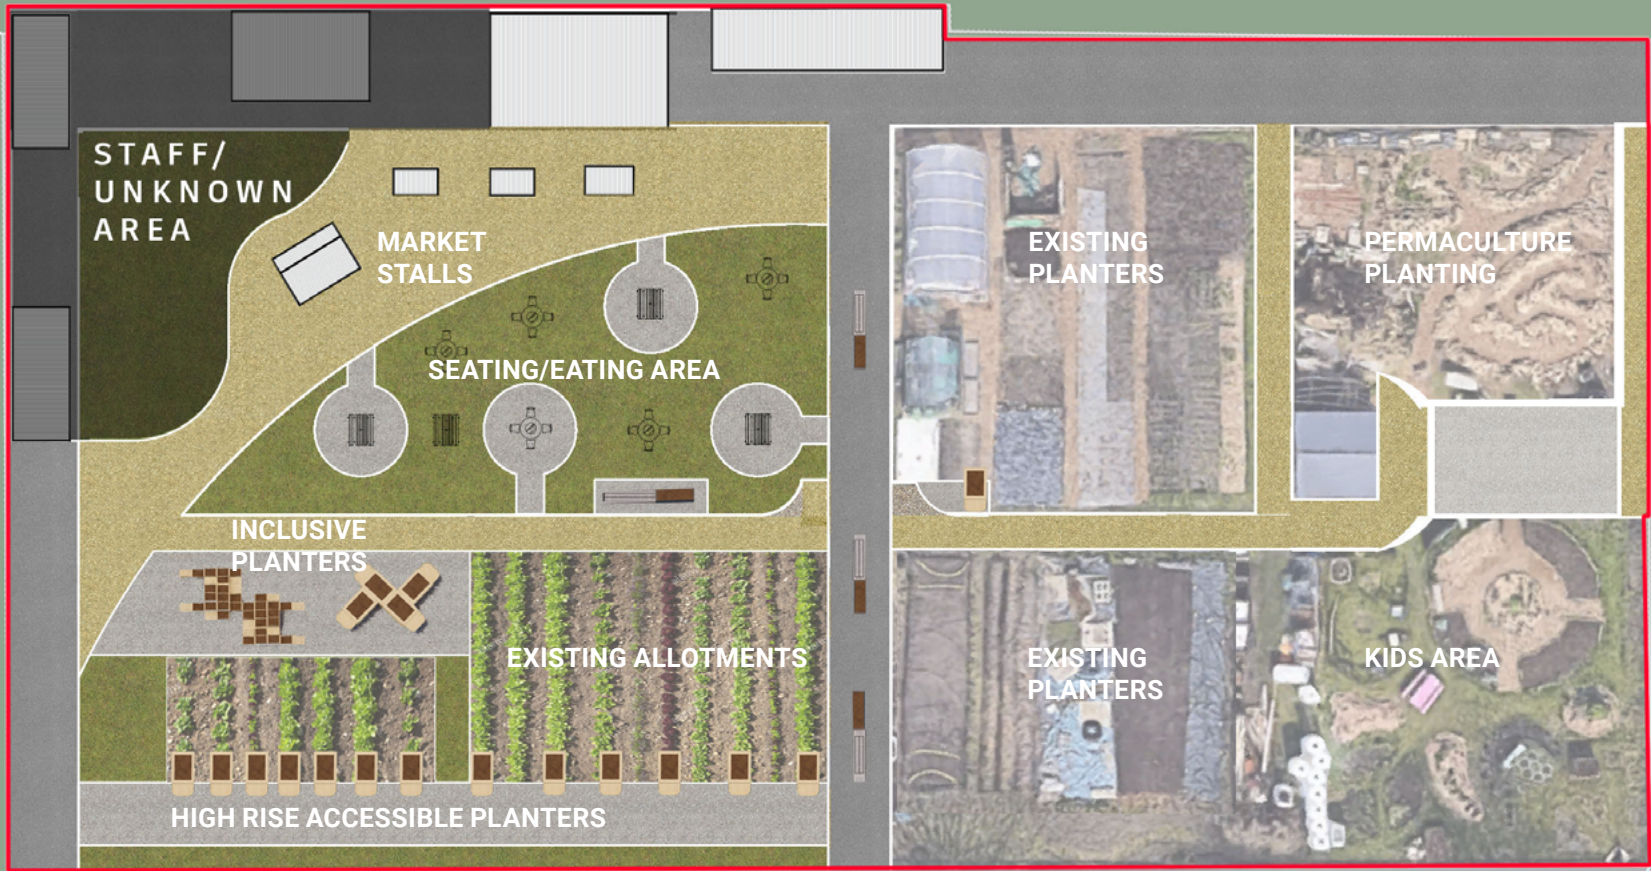 STAFF/
UNKNOWN
AREA
MARKET
STALLS
EXISTING
PLANTERS
PERMACULTURE
PLANTING
SEATING/EATING AREA
INCLUSIVE
PLANTERS
EXISTING ALLOTMENTS
EXISTING
PLANTERS
KIDS AREA
HIGH RISE ACCESSIBLE PLANTERS